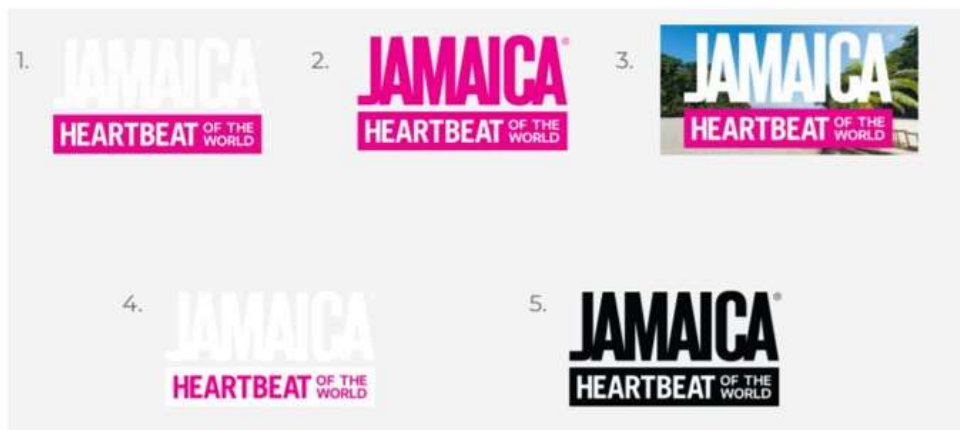 1.
JAMAICA
HEARTBEAT OF THE WORLD
2.
JAMAICA®
HEARTBEAT OF THE WORLD
3.
JAMAICA®
HEARTBEAT OF THE WORLD
4.
JAMAICA
HEARTBEAT OF THE WORLD
5.
JAMAICA®
HEARTBEAT OF THE WORLD